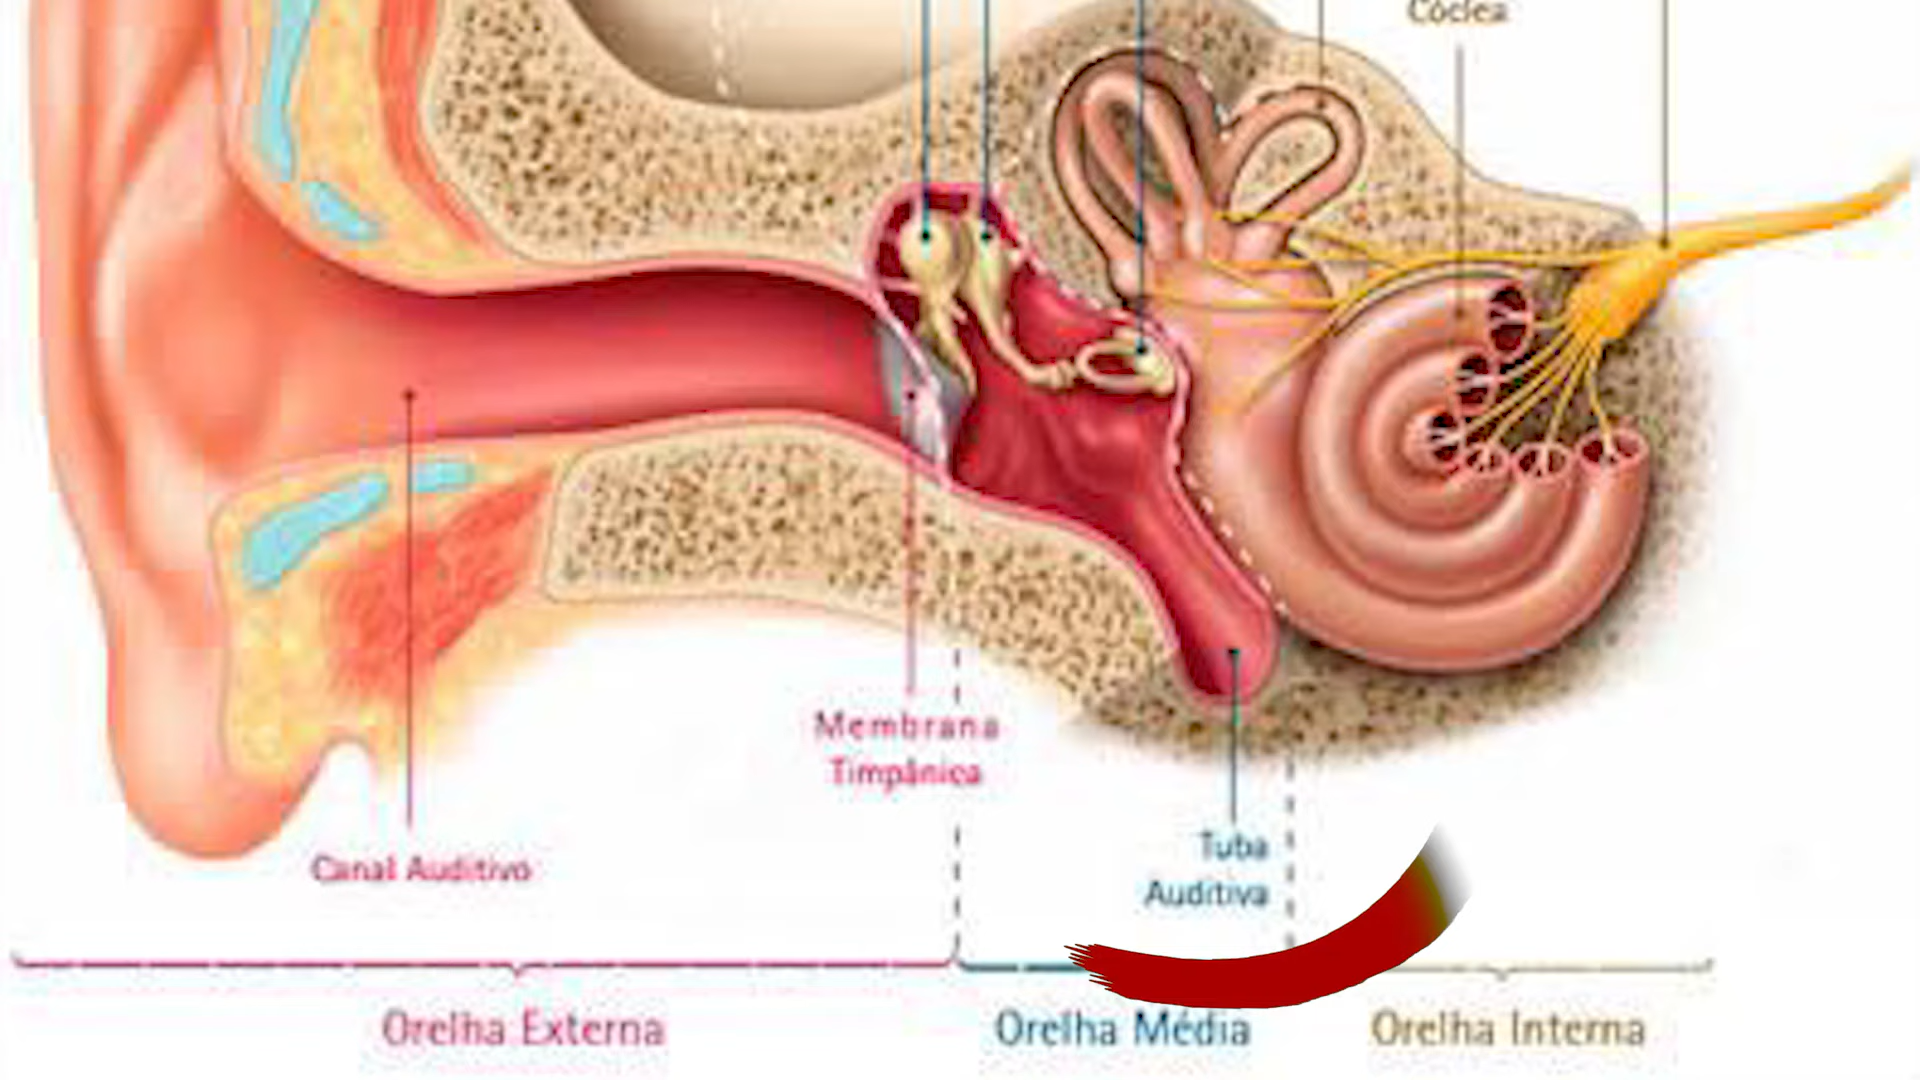 Cóclea
Membrana
Timpânica
Tuba
Auditiva
Canal Auditivo
Orelha Externa
Orelha Média
Orelha Interna